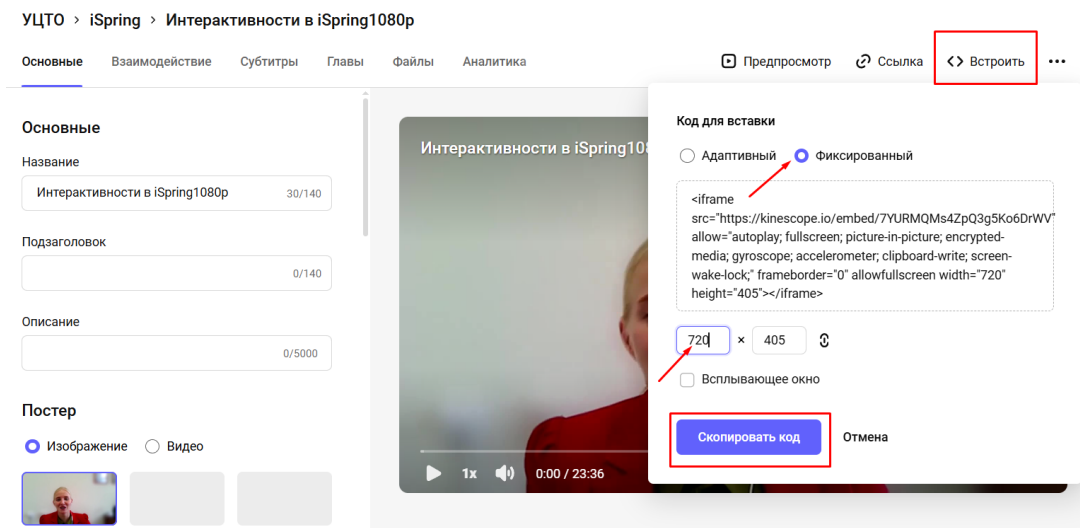 УЦТО > iSpring > Интерактивности в iSpring1080p
Основные Взаимодействие Субтитры Главы Файлы Аналитика
Предпросмотр Ссылка <> Встроить •••
Основные
Название
Интерактивности в iSpring1080p 30/140
Подзаголовок
0/140
Описание
0/5000
Постер
Изображение Видео
Интерактивности в iSpring10
1x 0:00 / 23:36
Код для вставки
Адаптивный Фиксированный
<iframe
src="https://kinescope.io/embed/7YURMQMs4ZpQ3g5Ko6DrWV"
allow="autoplay; fullscreen; picture-in-picture; encrypted-
media; gyroscope; accelerometer; clipboard-write; screen-
wake-lock;" frameborder="0" allowfullscreen width="720"
height="405"></iframe>
720 × 405
Всплывающее окно
Скопировать код Отмена